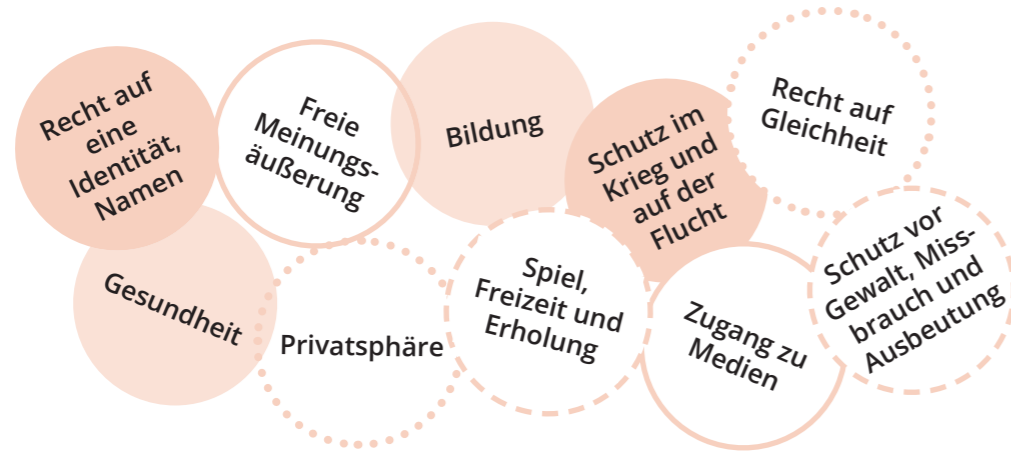 Recht auf
eine
Identität,
Namen
Freie
Meinungs-
äußerung
Bildung
Schutz im
Krieg und
auf der
Flucht
Recht auf
Gleichheit
Gesundheit
Privatsphäre
Spiel,
Freizeit und
Erholung
Zugang zu
Medien
Schutz vor
Gewalt, Miss-
brauch und
Ausbeutung